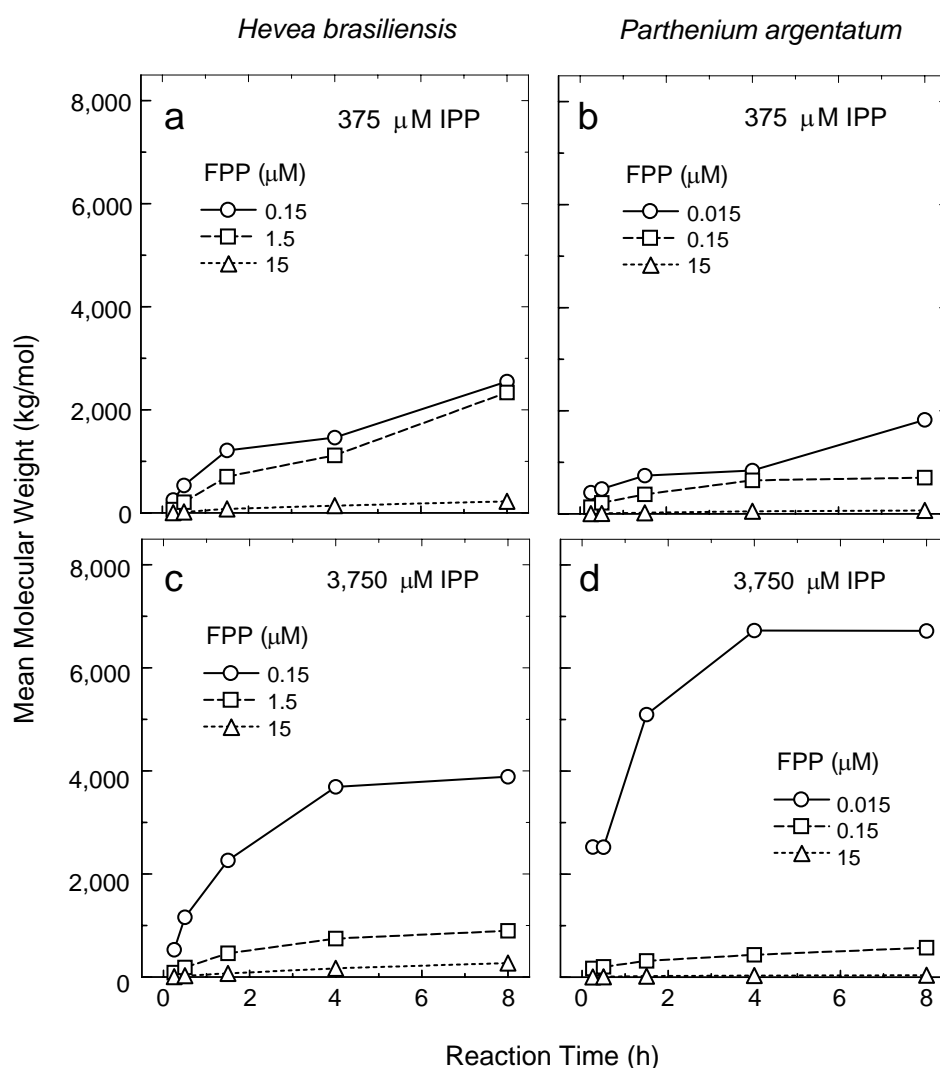 Hevea brasiliensis
Parthenium argentatum
8,000
6,000
4,000
2,000
0
a
375 μM IPP
FPP (μM)
0.15
1.5
15
b
375 μM IPP
FPP (μM)
0.015
0.15
15
8,000
6,000
4,000
2,000
0
c
3,750 μM IPP
FPP (μM)
0.15
1.5
15
d
3,750 μM IPP
FPP (μM)
0.015
0.15
15
0 2 4 6 8
0 2 4 6 8
Mean Molecular Weight (kg/mol)
Reaction Time (h)